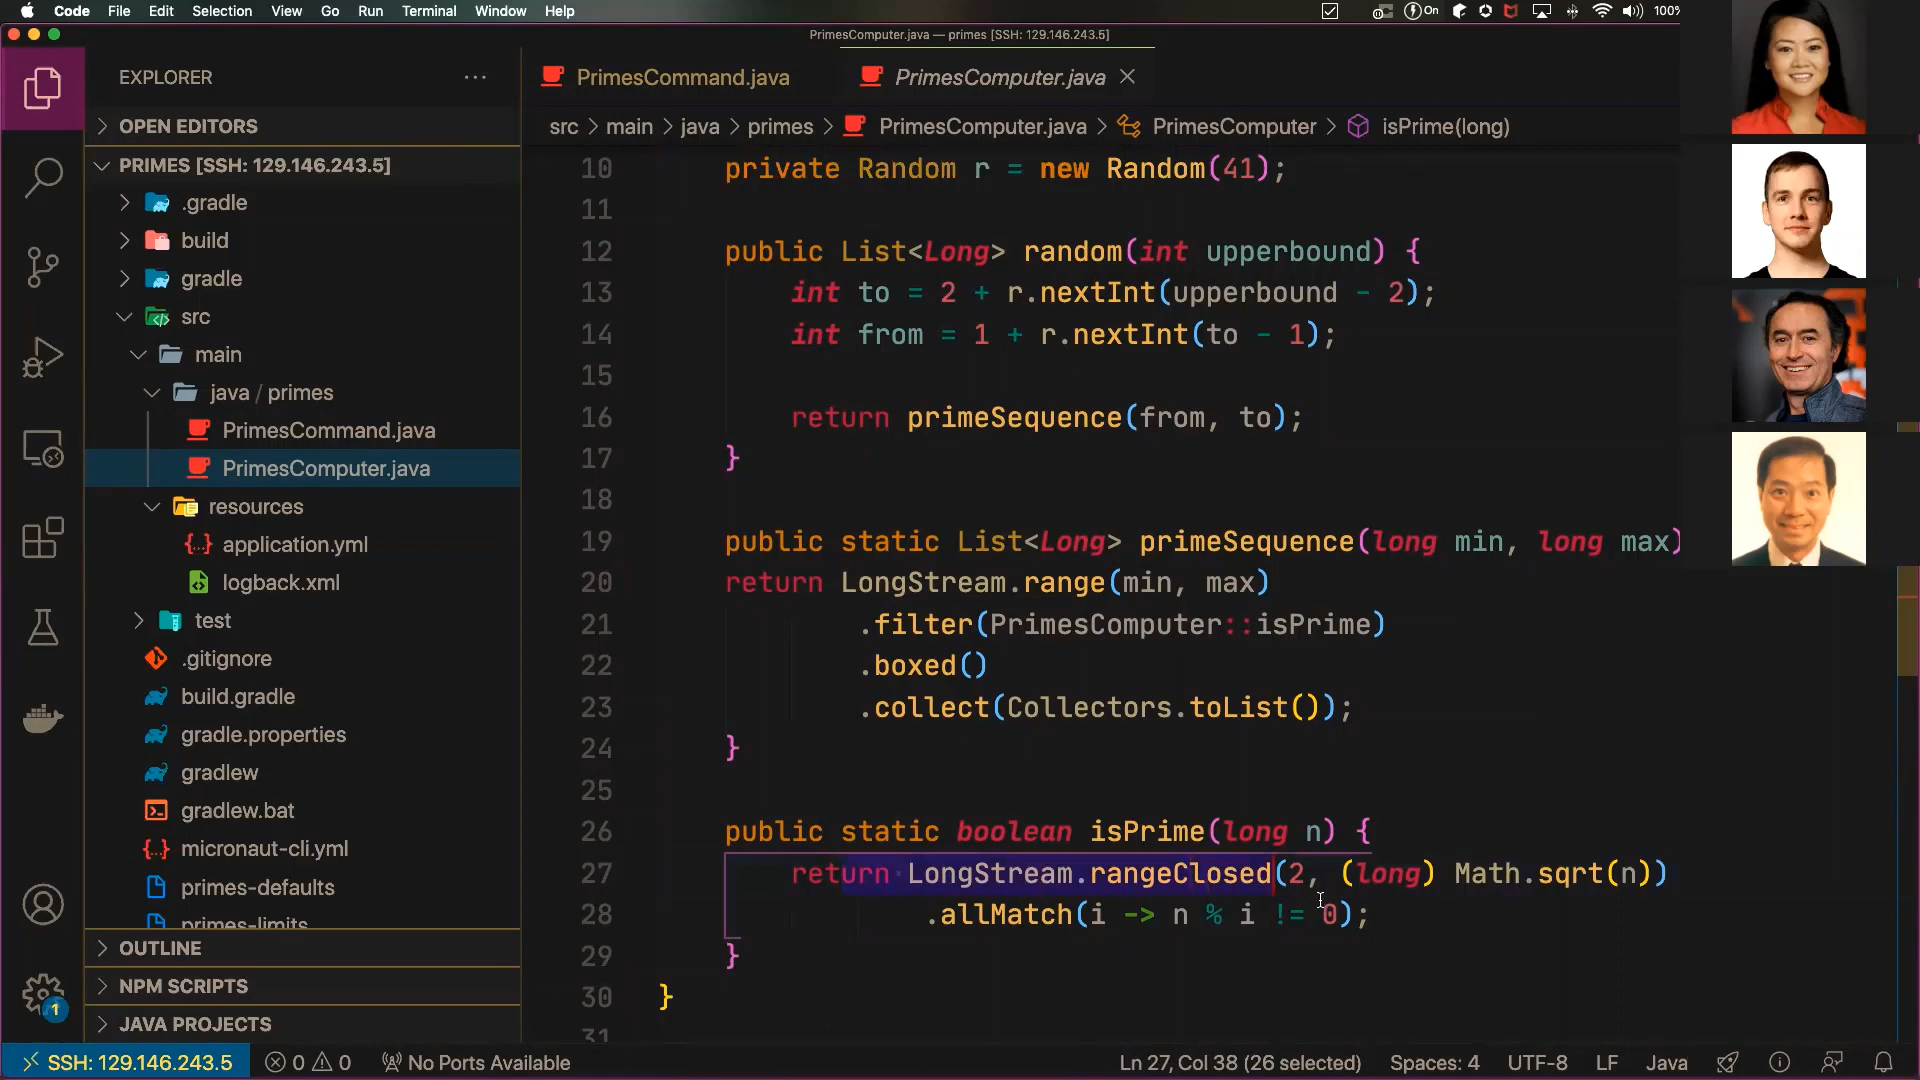 Code File Edit Selection View Go Run Terminal Window Help On 100%
PrimesComputer.java — primes [SSH: 129.146.243.5]
EXPLORER
OPEN EDITORS
PRIMES [SSH: 129.146.243.5]
.gradle
build
gradle
src
main
java / primes
PrimesCommand.java
PrimesComputer.java
resources
application.yml
logback.xml
test
.gitignore
build.gradle
gradle.properties
gradlew
gradlew.bat
micronaut-cli.yml
primes-defaults
primes-limits
OUTLINE
NPM SCRIPTS
JAVA PROJECTS
PrimesCommand.java PrimesComputer.java
src > main > java > primes > PrimesComputer.java > PrimesComputer > isPrime(long)
10 private Random r = new Random(41);
11
12 public List<Long> random(int upperbound) {
13 int to = 2 + r.nextInt(upperbound - 2);
14 int from = 1 + r.nextInt(to - 1);
15
16 return primeSequence(from, to);
17 }
18
19 public static List<Long> primeSequence(long min, long max)
20 return LongStream.range(min, max)
21 .filter(PrimesComputer::isPrime)
22 .boxed()
23 .collect(Collectors.toList());
24 }
25
26 public static boolean isPrime(long n) {
27 return LongStream.rangeClosed(2, (long) Math.sqrt(n))
28 .allMatch(i -> n % i != 0);
29 }
30 }
31
1
SSH: 129.146.243.5 0 0 No Ports Available Ln 27, Col 38 (26 selected) Spaces: 4 UTF-8 LF Java